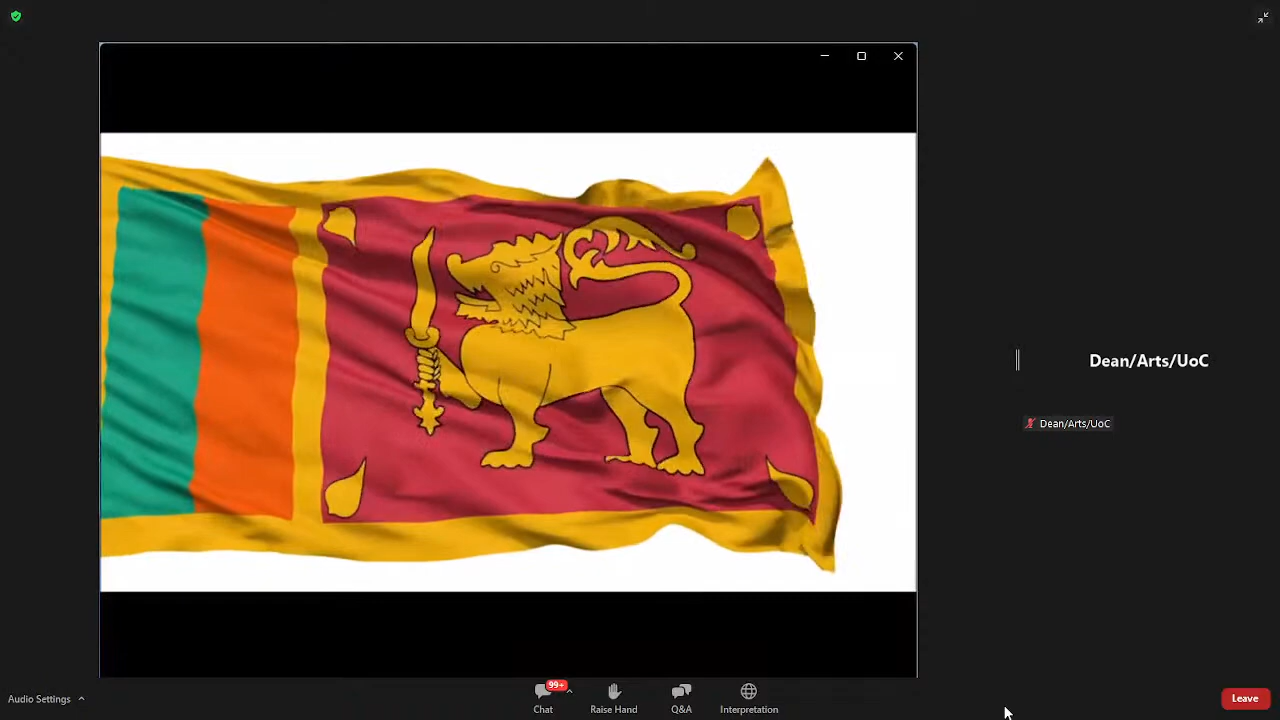 Dean/Arts/UoC
Dean/Arts/UoC
Audio Settings
99+
Chat
Raise Hand
Q&A
Interpretation
Leave